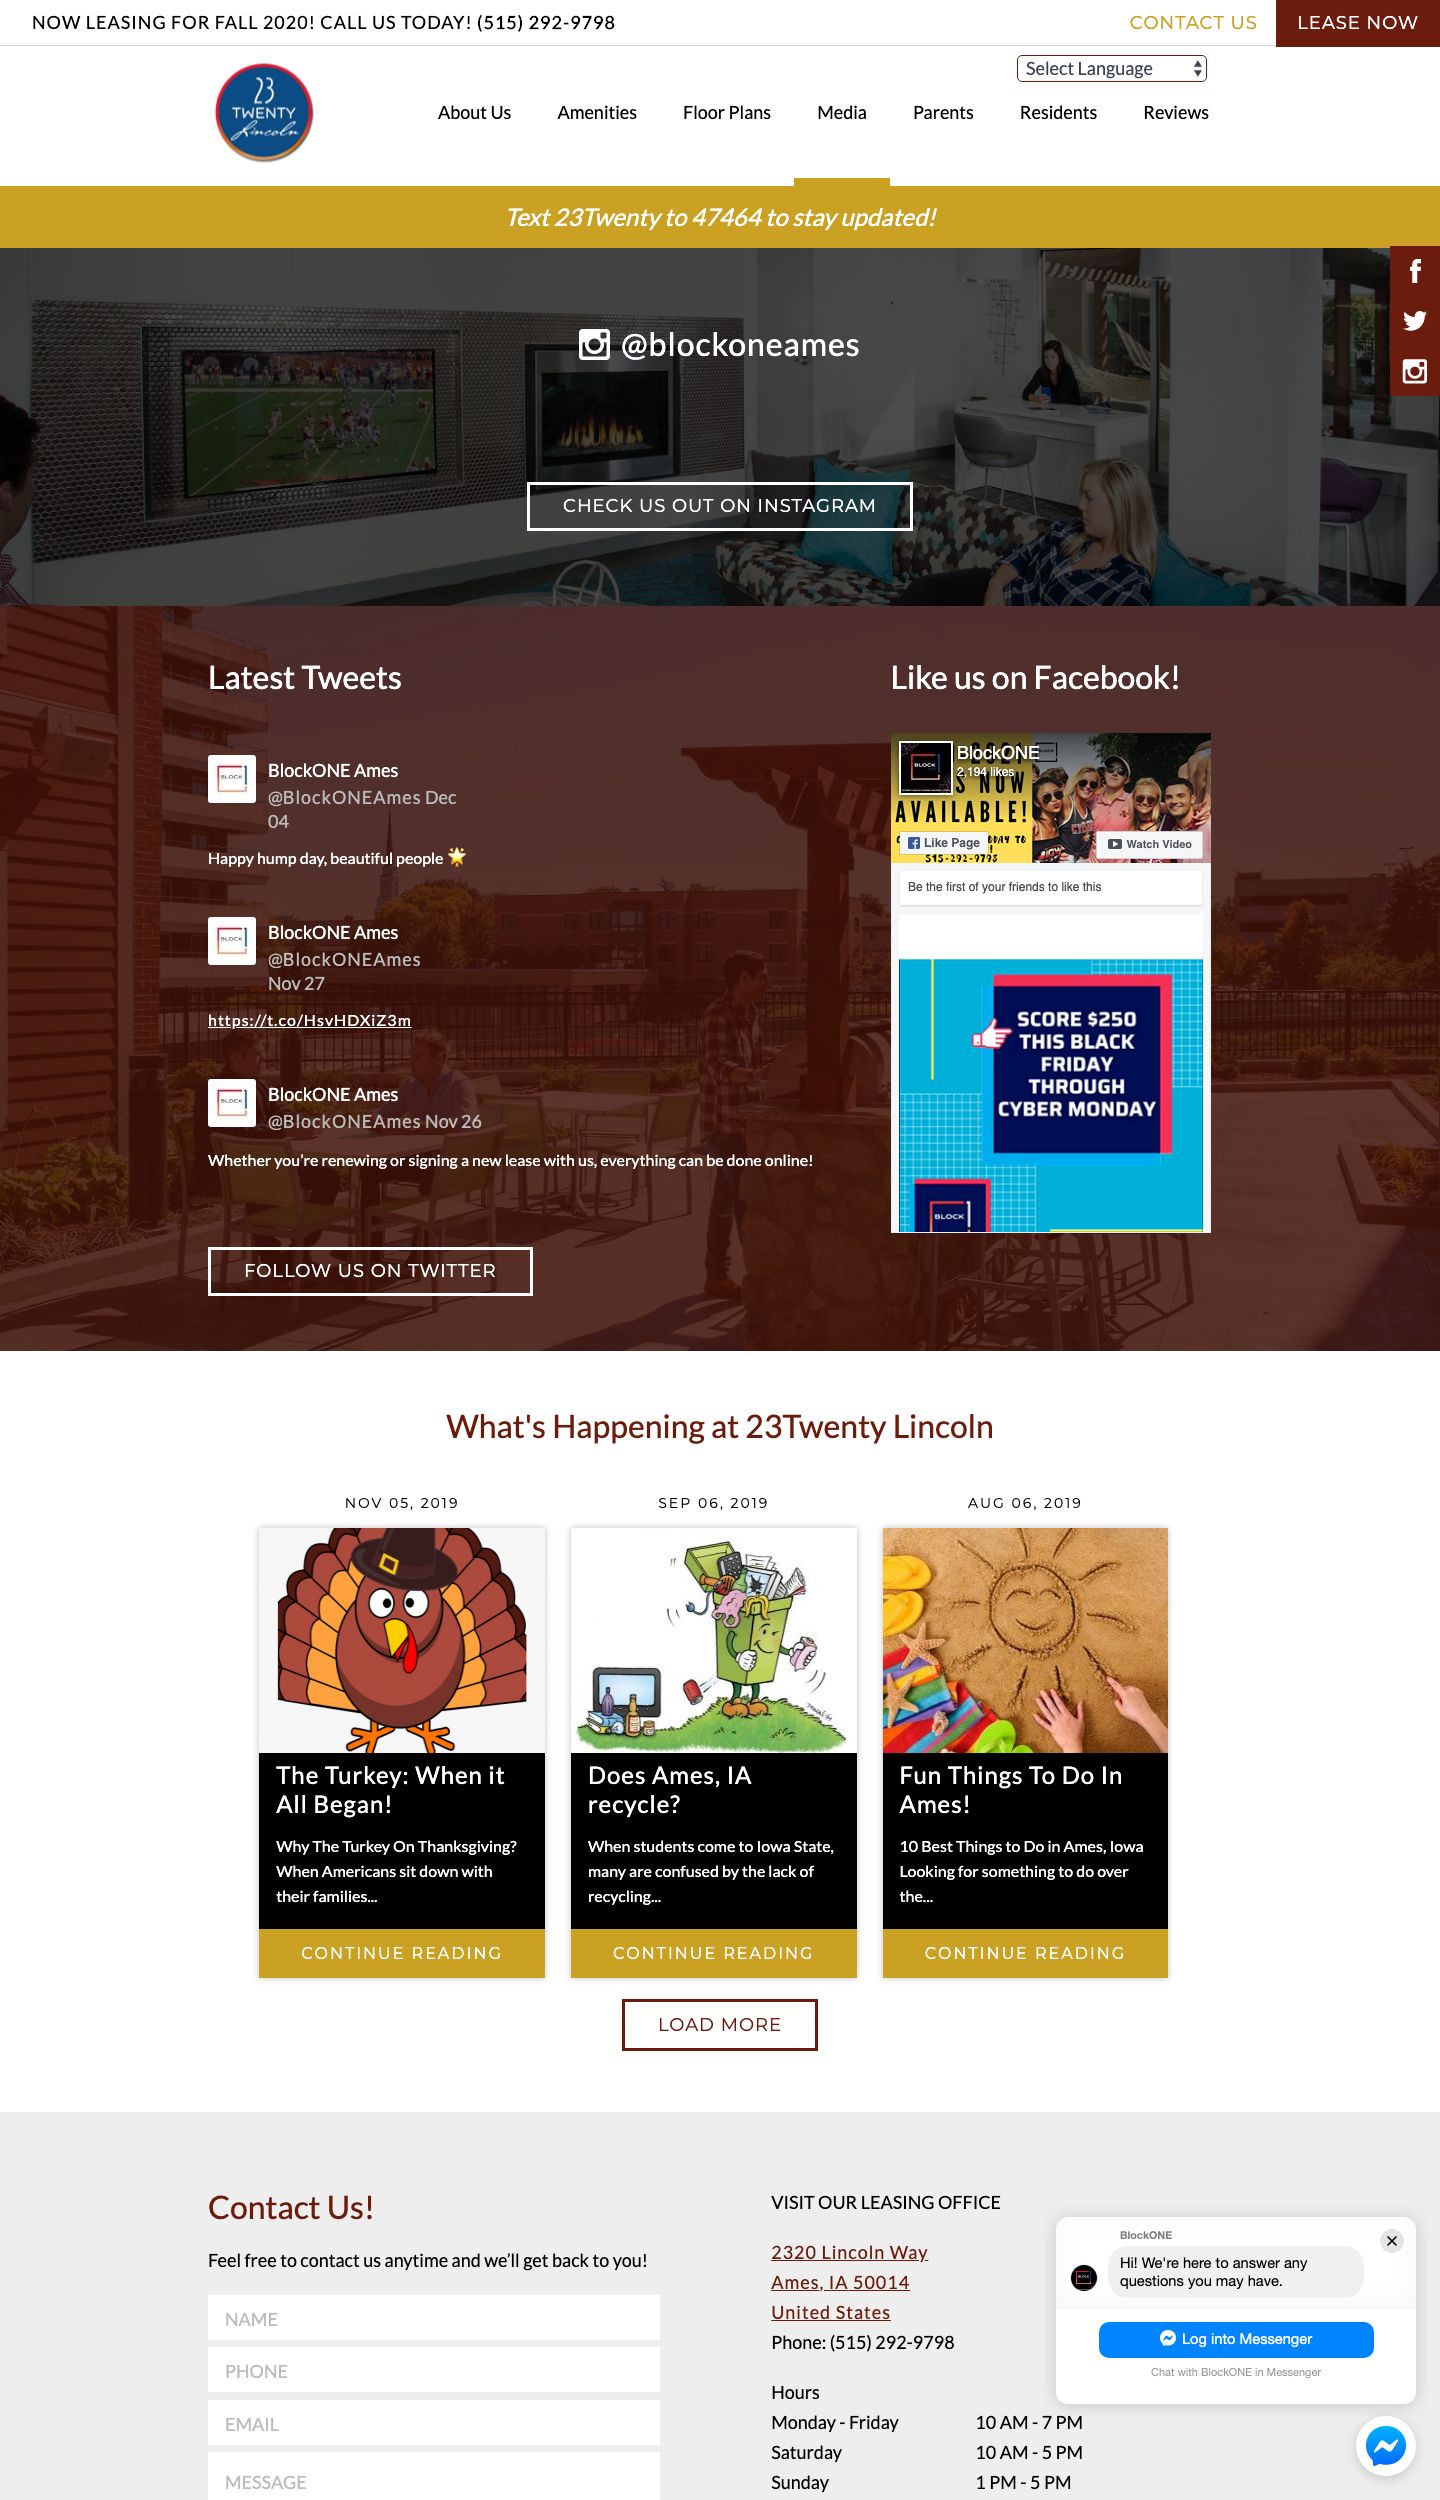 NOW LEASING FOR FALL 2020! CALL US TODAY! (515) 292-9798
CONTACT US
LEASE NOW
Select Language
23
TWENTY
Lincoln
About Us
Amenities
Floor Plans
Media
Parents
Residents
Reviews
Text 23Twenty to 47464 to stay updated!
@blockoneames
CHECK US OUT ON INSTAGRAM
Latest Tweets
BlockONE Ames
@BlockONEAmes Dec
04
Happy hump day, beautiful people 🌟
BLOCK
BlockONE Ames
@BlockONEAmes
Nov 27
https://t.co/HsvHDXiZ3m
BLOCK
BlockONE Ames
@BlockONEAmes Nov 26
Whether you're renewing or signing a new lease with us, everything can be done online!
BLOCK
FOLLOW US ON TWITTER
Like us on Facebook!
BLOCK
BlockONE
2,194 likes
NOW
AVAILABLE!
515-292-9798
Like Page
Watch Video
Be the first of your friends to like this
SCORE $250
THIS BLACK
FRIDAY
THROUGH
CYBER MONDAY
BLOCK
What's Happening at 23Twenty Lincoln
NOV 05, 2019
The Turkey: When it
All Began!
Why The Turkey On Thanksgiving?
When Americans sit down with
their families...
CONTINUE READING
SEP 06, 2019
Does Ames, IA
recycle?
When students come to Iowa State,
many are confused by the lack of
recycling...
CONTINUE READING
AUG 06, 2019
Fun Things To Do In
Ames!
10 Best Things to Do in Ames, Iowa
Looking for something to do over
the...
CONTINUE READING
LOAD MORE
Contact Us!
Feel free to contact us anytime and we'll get back to you!
NAME
PHONE
EMAIL
MESSAGE
VISIT OUR LEASING OFFICE
2320 Lincoln Way
Ames, IA 50014
United States
Phone: (515) 292-9798
Hours
Monday - Friday 10 AM - 7 PM
Saturday 10 AM - 5 PM
Sunday 1 PM - 5 PM
BlockONE
Hi! We're here to answer any
questions you may have.
Log into Messenger
Chat with BlockONE in Messenger